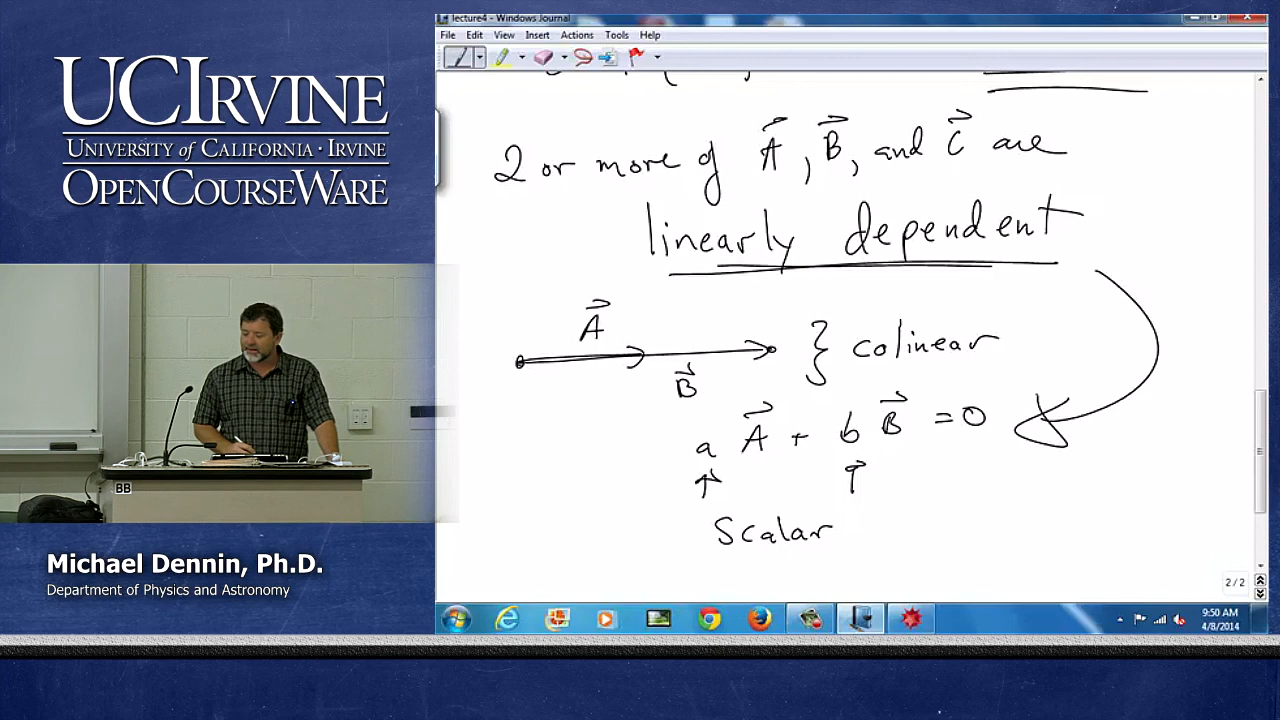 UCIRVINE
UNIVERSITY of CALIFORNIA · IRVINE
OPENCOURSEWARE
BB
Michael Dennin, Ph.D.
Department of Physics and Astronomy
lecture4 - Windows Journal
File Edit View Insert Actions Tools Help
2 or more of A⃗, B⃗, and C⃗ are
linearly dependent
A⃗
B⃗
} colinear
a A⃗ + b B⃗ = 0
Scalar
2/2
9:50 AM
4/8/2014